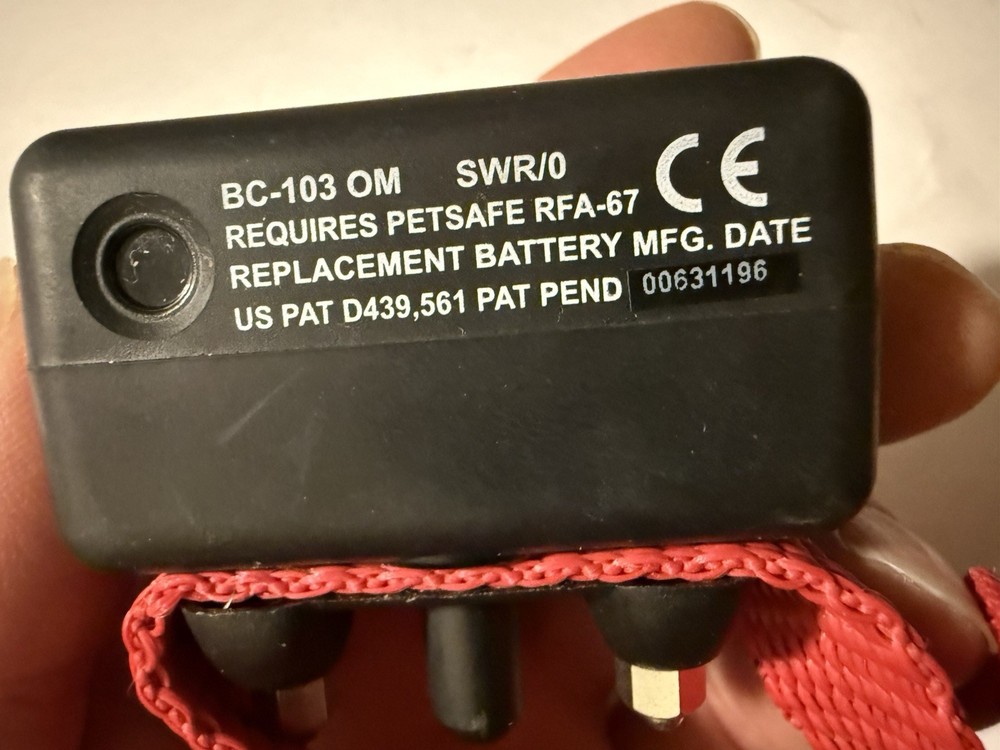 BC-103 OM SWR/0 CE
REQUIRES PETSAFE RFA-67
REPLACEMENT BATTERY MFG. DATE
US PAT D439,561 PAT PEND 00631196